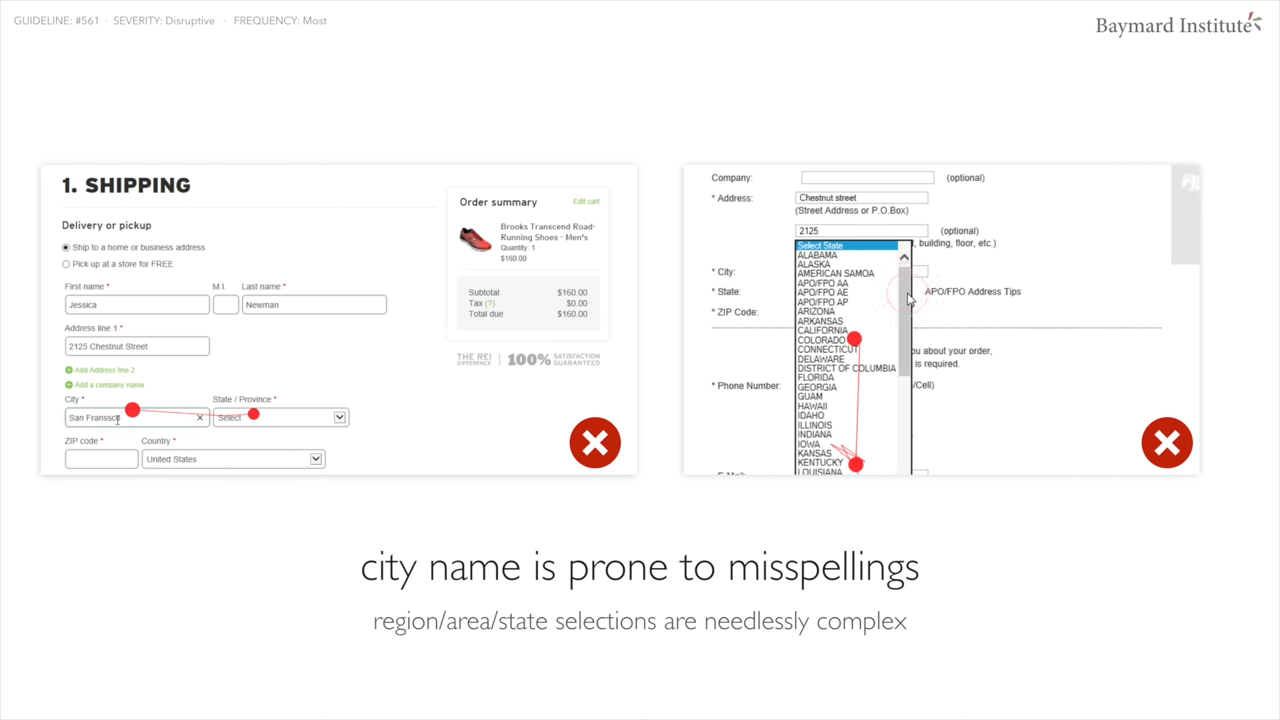 GUIDELINE: #561 · SEVERITY: Disruptive · FREQUENCY: Most
Baymard Institute
1. SHIPPING
Delivery or pickup
Ship to a home or business address
Pick up at a store for FREE
First name * M.I. Last name *
Jessica Newman
Address line 1 *
2125 Chestnut Street
Add Address line 2
Add a company name
City * State / Province *
San Franssco Select
ZIP code * Country *
United States
Order summary Edit cart
Brooks Transcend Road-
Running Shoes - Men's
Quantity: 1
$160.00
Subtotal $160.00
Tax (?) $0.00
Total due $160.00
THE REI DIFFERENCE 100% SATISFACTION GUARANTEED
Company: (optional)
* Address: Chestnut street
(Street Address or P.O.Box)
2125 (optional)
Select State , building, floor, etc.)
ALABAMA
ALASKA
* City: AMERICAN SAMOA
APO/FPO AA
* State: APO/FPO AE APO/FPO Address Tips
APO/FPO AP
* ZIP Code: ARIZONA
ARKANSAS
CALIFORNIA
COLORADO
CONNECTICUT ou about your order,
DELAWARE
DISTRICT OF COLUMBIA is required.
FLORIDA
* Phone Number: GEORGIA /Cell)
GUAM
HAWAII
IDAHO
ILLINOIS
INDIANA
IOWA
KANSAS
KENTUCKY
LOUISIANA
city name is prone to misspellings
region/area/state selections are needlessly complex